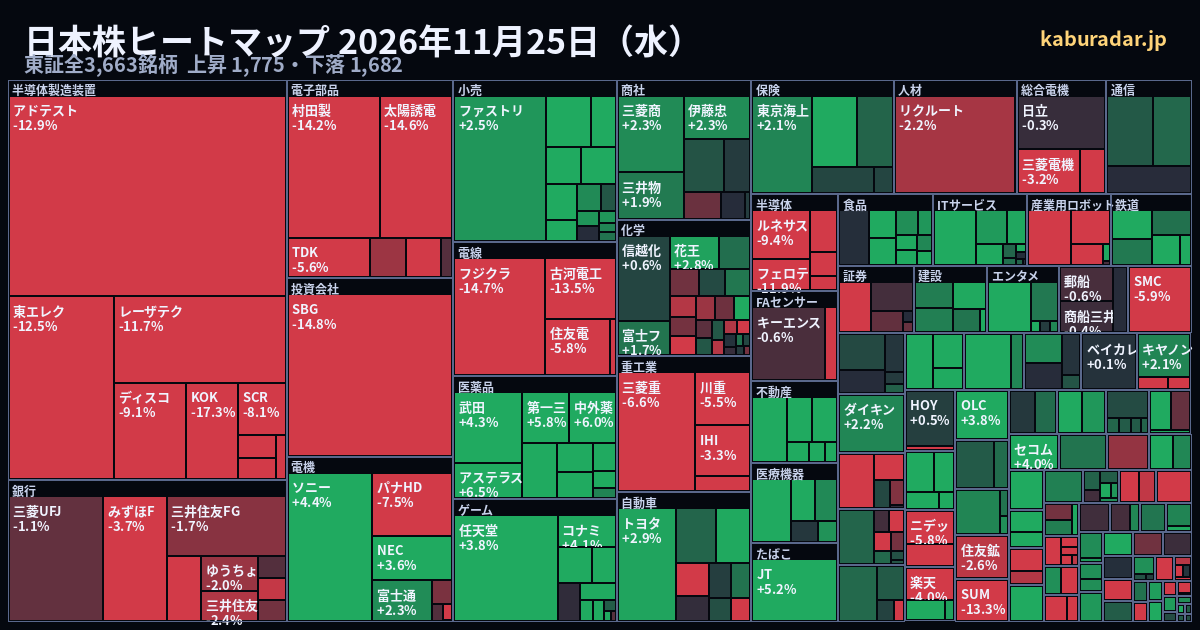 日本株ヒートマップ 2026年11月25日（水）
kaburadar.jp
東証全3,663銘柄 上昇 1,775・下落 1,682
半導体製造装置
アドテスト
-12.9%
東エレク
-12.5%
レーザテク
-11.7%
ディスコ
-9.1%
KOK
-17.3%
SCR
-8.1%
銀行
三菱UFJ
-1.1%
みずほF
-3.7%
三井住友FG
-1.7%
ゆうちょ
-2.0%
三井住友
-2.4%
電子部品
村田製
-14.2%
太陽誘電
-14.6%
TDK
-5.6%
投資会社
SBG
-14.8%
電機
ソニー
+4.4%
パナHD
-7.5%
NEC
+3.6%
富士通
+2.3%
小売
ファストリ
+2.5%
電線
フジクラ
-14.7%
古河電工
-13.5%
住友電
-5.8%
医薬品
武田
+4.3%
第一三
+5.8%
中外薬
+6.0%
アステラス
+6.5%
ゲーム
任天堂
+3.8%
コナミ
+4.1%
商社
三菱商
+2.3%
伊藤忠
+2.3%
三井物
+1.9%
化学
信越化
+0.6%
花王
+2.8%
富士フ
+1.7%
重工業
三菱重
-6.6%
川重
-5.5%
IHI
-3.3%
自動車
トヨタ
+2.9%
保険
東京海上
+2.1%
半導体
ルネサス
-9.4%
フェロテ
-11.9%
FAセンサー
キーエンス
-0.6%
不動産
医療機器
たばこ
JT
+5.2%
人材
リクルート
-2.2%
総合電機
日立
-0.3%
三菱電機
-3.2%
通信
食品
ITサービス
産業用ロボット
鉄道
証券
建設
エンタメ
郵船
-0.6%
商船三井
-0.4%
SMC
-5.9%
ベイカレ
+0.1%
キヤノン
+2.1%
ダイキン
+2.2%
HOY
+0.5%
OLC
+3.8%
セコム
+4.0%
ニデッ
-5.8%
住友鉱
-2.6%
楽天
-4.0%
SUM
-13.3%